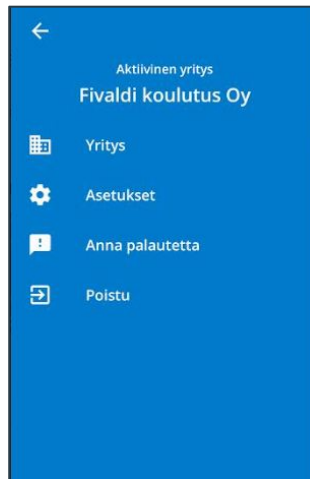 Aktiivinen yritys
Fivaldi koulutus Oy
Yritys
Asetukset
Anna palautetta
Poistu